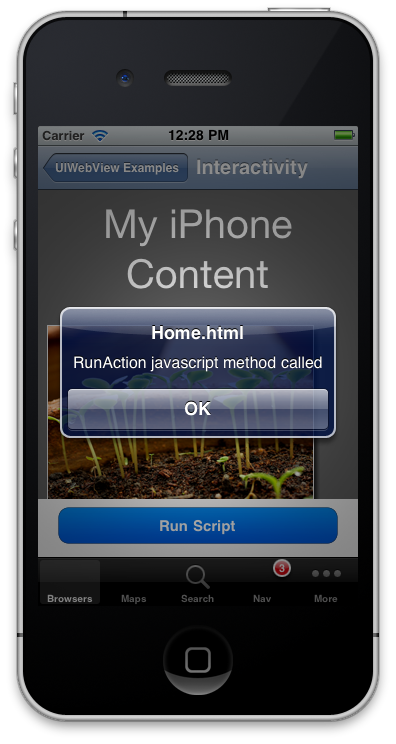 Carrier 12:28 PM
UIWebView Examples Interactivity
My iPhone
Content
Home.html
RunAction javascript method called
OK
Run Script
3
Browsers Maps Search Nav More